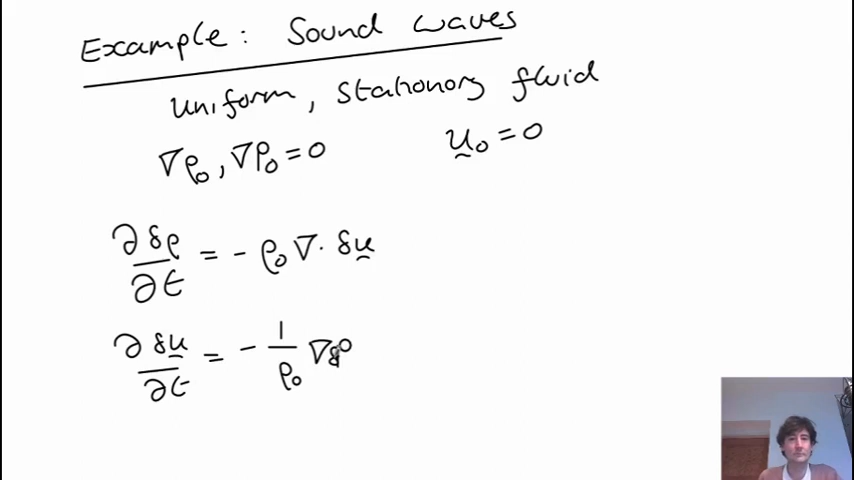 Example: Sound waves
uniform, stationary fluid
∇ρ₀, ∇p₀ = 0 u₀ = 0
∂δρ/∂t = - ρ₀ ∇· δu
∂δu/∂t = - 1/ρ₀ ∇δp